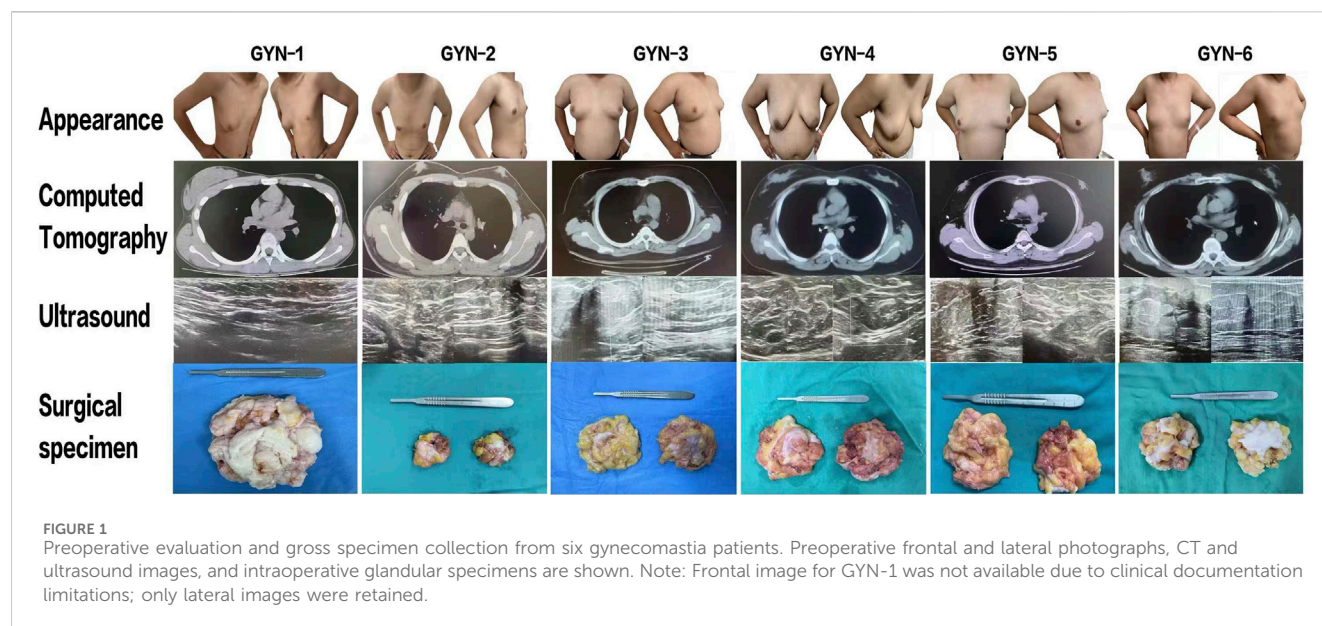 GYN-1 GYN-2 GYN-3 GYN-4 GYN-5 GYN-6
Appearance
Computed
Tomography
Ultrasound
Surgical
specimen
FIGURE 1
Preoperative evaluation and gross specimen collection from six gynecomastia patients. Preoperative frontal and lateral photographs, CT and
ultrasound images, and intraoperative glandular specimens are shown. Note: Frontal image for GYN-1 was not available due to clinical documentation
limitations; only lateral images were retained.